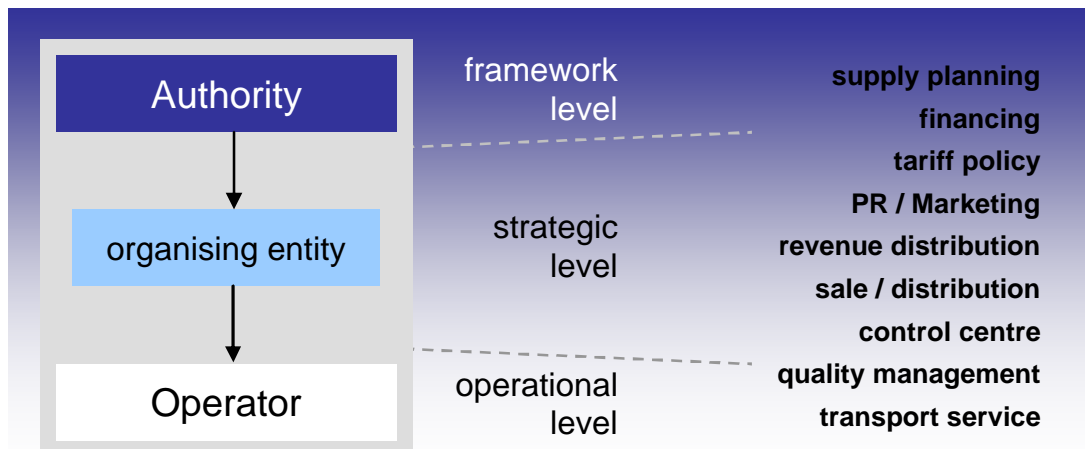 Authority
organising entity
Operator
framework
level
strategic
level
operational
level
supply planning
financing
tariff policy
PR / Marketing
revenue distribution
sale / distribution
control centre
quality management
transport service